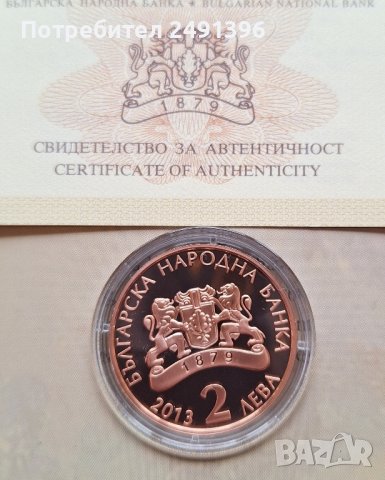 Потребител 2491396
БЪЛГАРСКА НАРОДНА БАНКА ★ BULGARIAN NATIONAL BANK
1879
СВИДЕТЕЛСТВО ЗА АВТЕНТИЧНОСТ
CERTIFICATE OF AUTHENTICITY
БЪЛГАРСКА НАРОДНА БАНКА
1879
2013 2 ЛЕВА
BAZAR